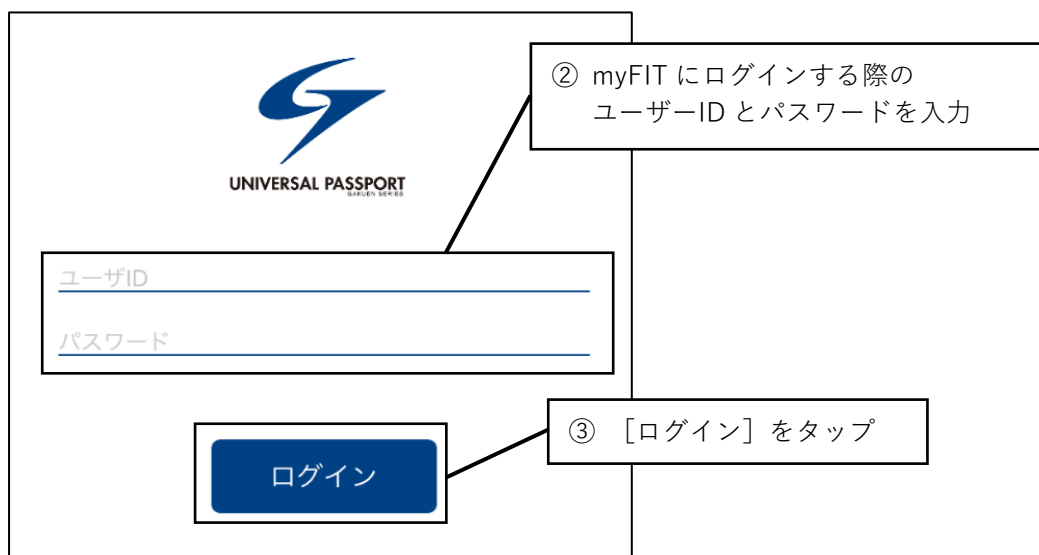 ② myFIT にログインする際の
ユーザーID とパスワードを入力
UNIVERSAL PASSPORT
GAKUEN SERIES
ユーザID
パスワード
③ ［ログイン］をタップ
ログイン